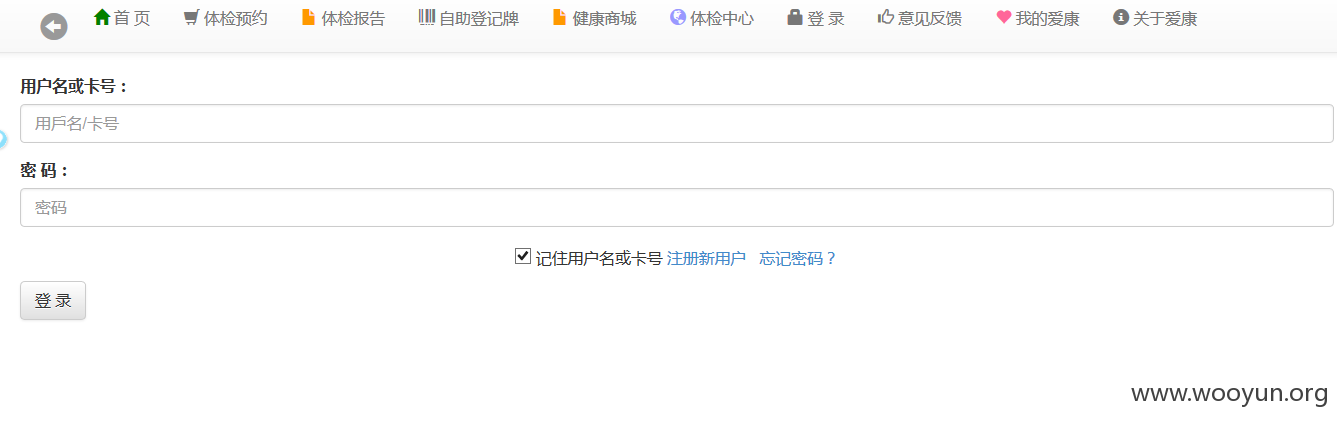 首 页 体检预约 体检报告 自助登记牌 健康商城 体检中心 登 录 意见反馈 我的爱康 关于爱康
用户名或卡号：
用戶名/卡号
密 码：
密码
记住用户名或卡号 注册新用户 忘记密码？
登 录
www.wooyun.org